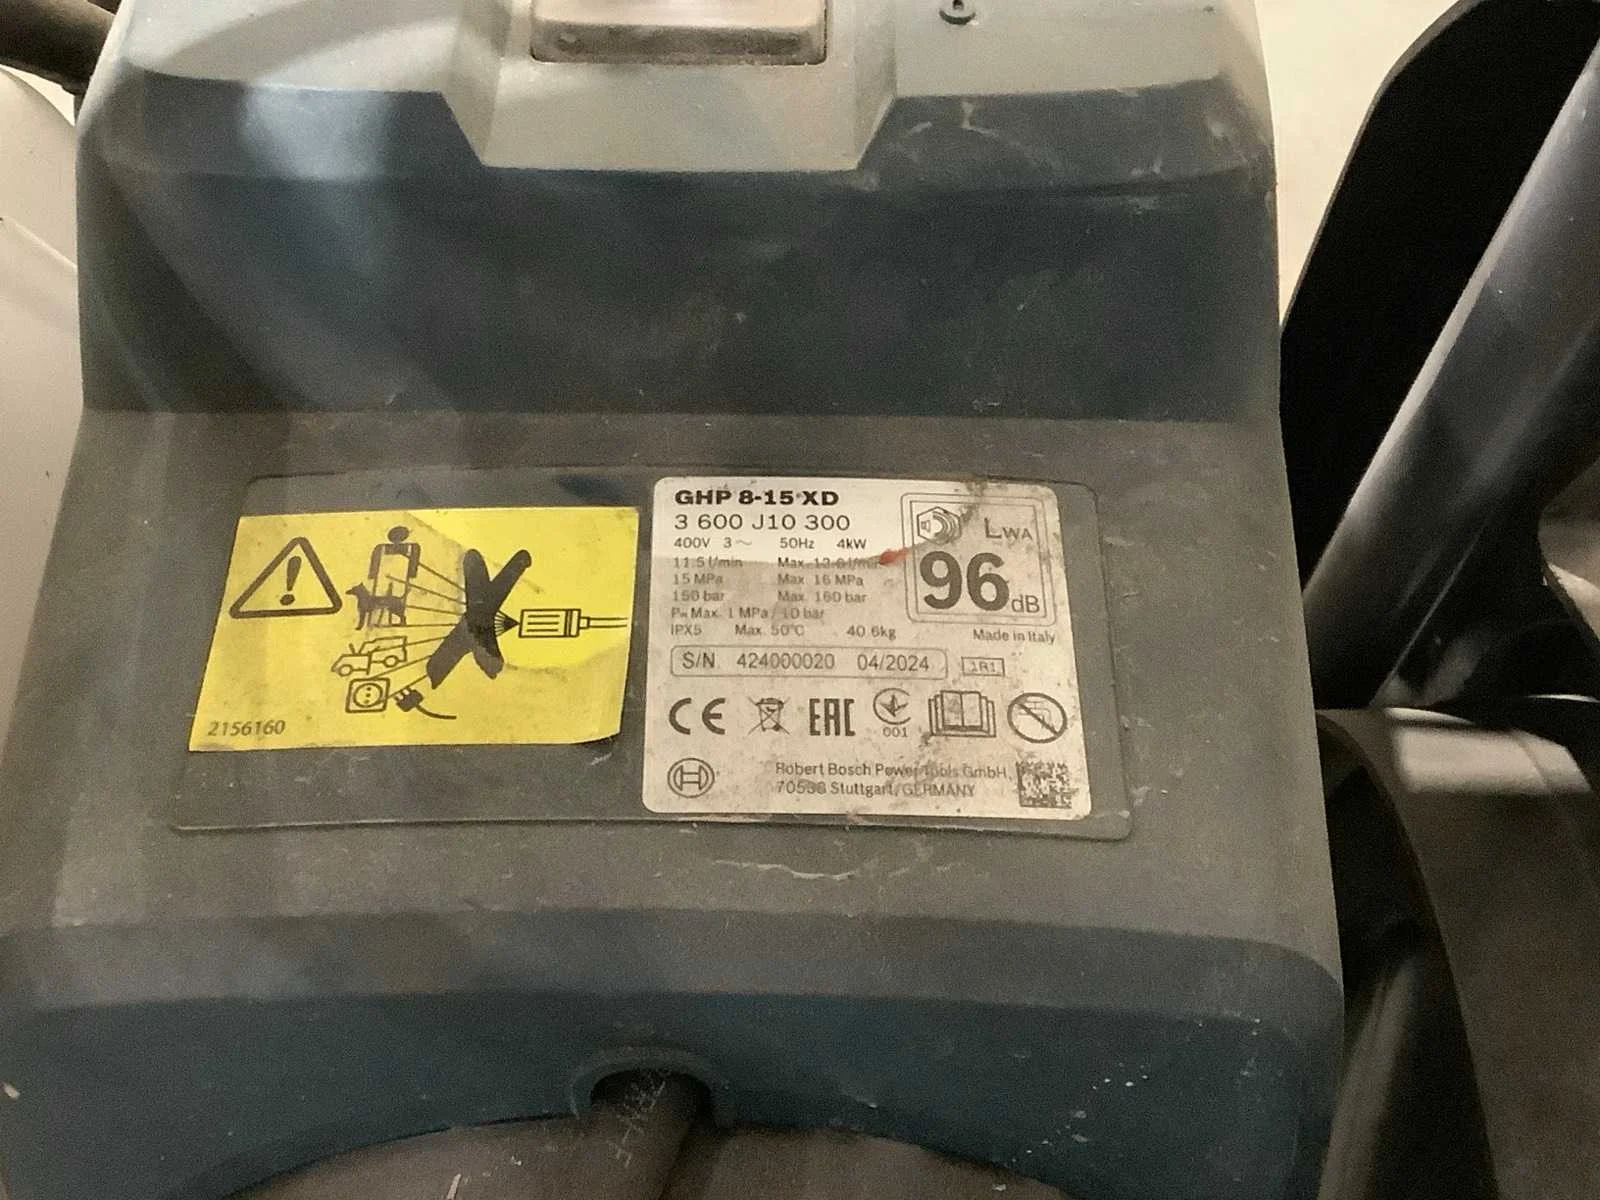 GHP 8-15 XD
3 600 J10 300
400V 3~ 50Hz 4kW
11.5 l/min Max. l/min
15 MPa Max. 16 MPa
150 bar Max. 160 bar
Max. 1 MPa / 10 bar
IPX5 Max. 50°C 40.6kg
LWA
96 dB
Made in Italy
S/N 424000020 04/2024 1R1
CE EAC 001
Robert Bosch Power Tools GmbH
70538 Stuttgart/GERMANY
2156160